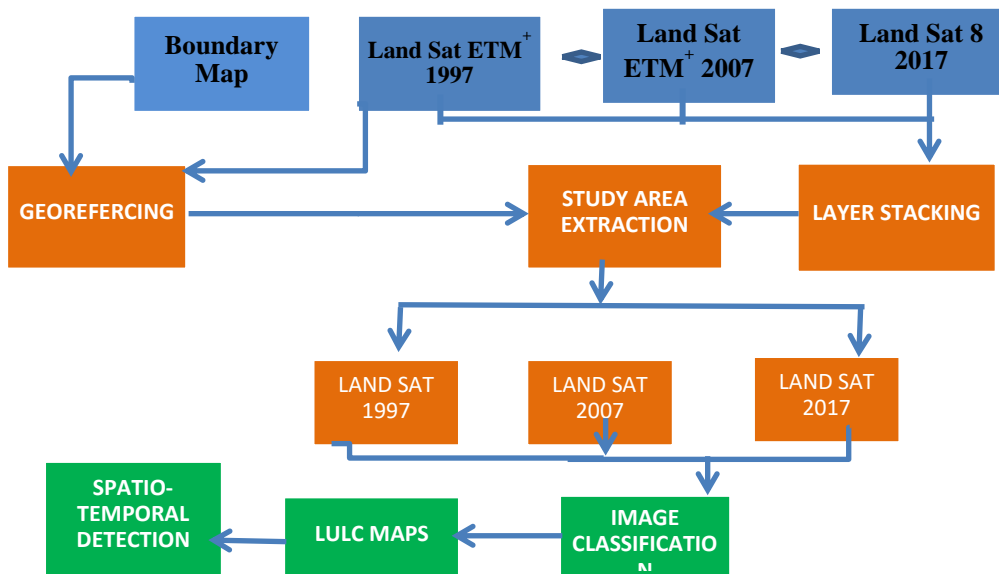 Boundary
Map
Land Sat ETM+
1997
Land Sat
ETM+ 2007
Land Sat 8
2017
GEOREFERCING
STUDY AREA
EXTRACTION
LAYER STACKING
LAND SAT
1997
LAND SAT
2007
LAND SAT
2017
SPATIO-
TEMPORAL
DETECTION
LULC MAPS
IMAGE
CLASSIFICATIO
N